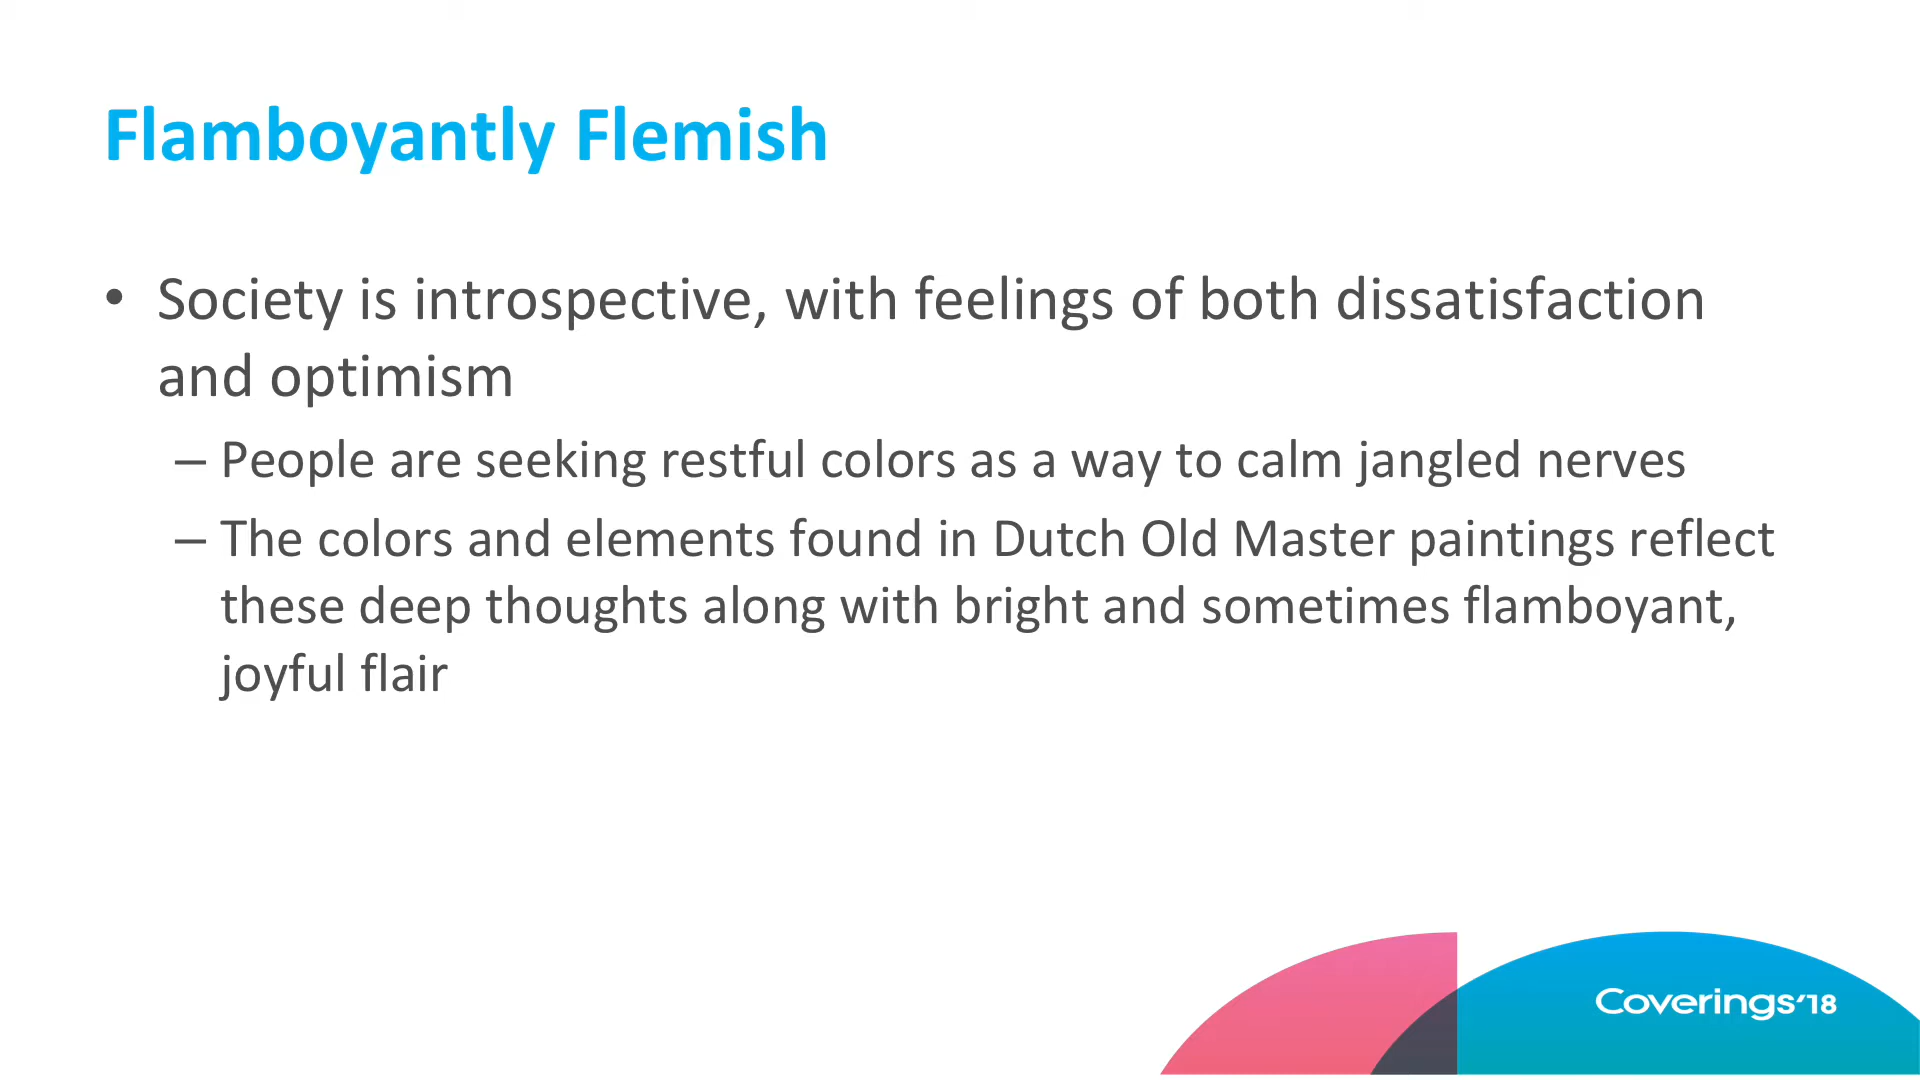 Flamboyantly Flemish
• Society is introspective, with feelings of both dissatisfaction
and optimism
– People are seeking restful colors as a way to calm jangled nerves
– The colors and elements found in Dutch Old Master paintings reflect
these deep thoughts along with bright and sometimes flamboyant,
joyful flair
Coverings'18